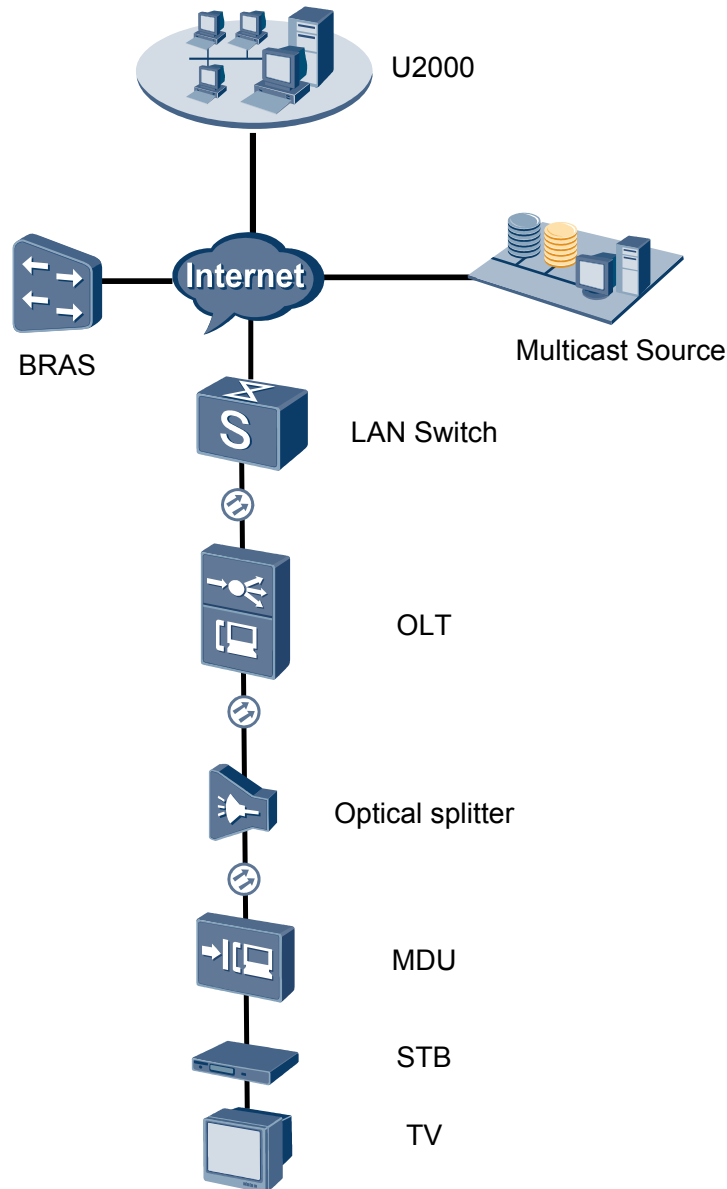 U2000
Internet
BRAS
Multicast Source
LAN Switch
S
OLT
Optical splitter
MDU
STB
TV